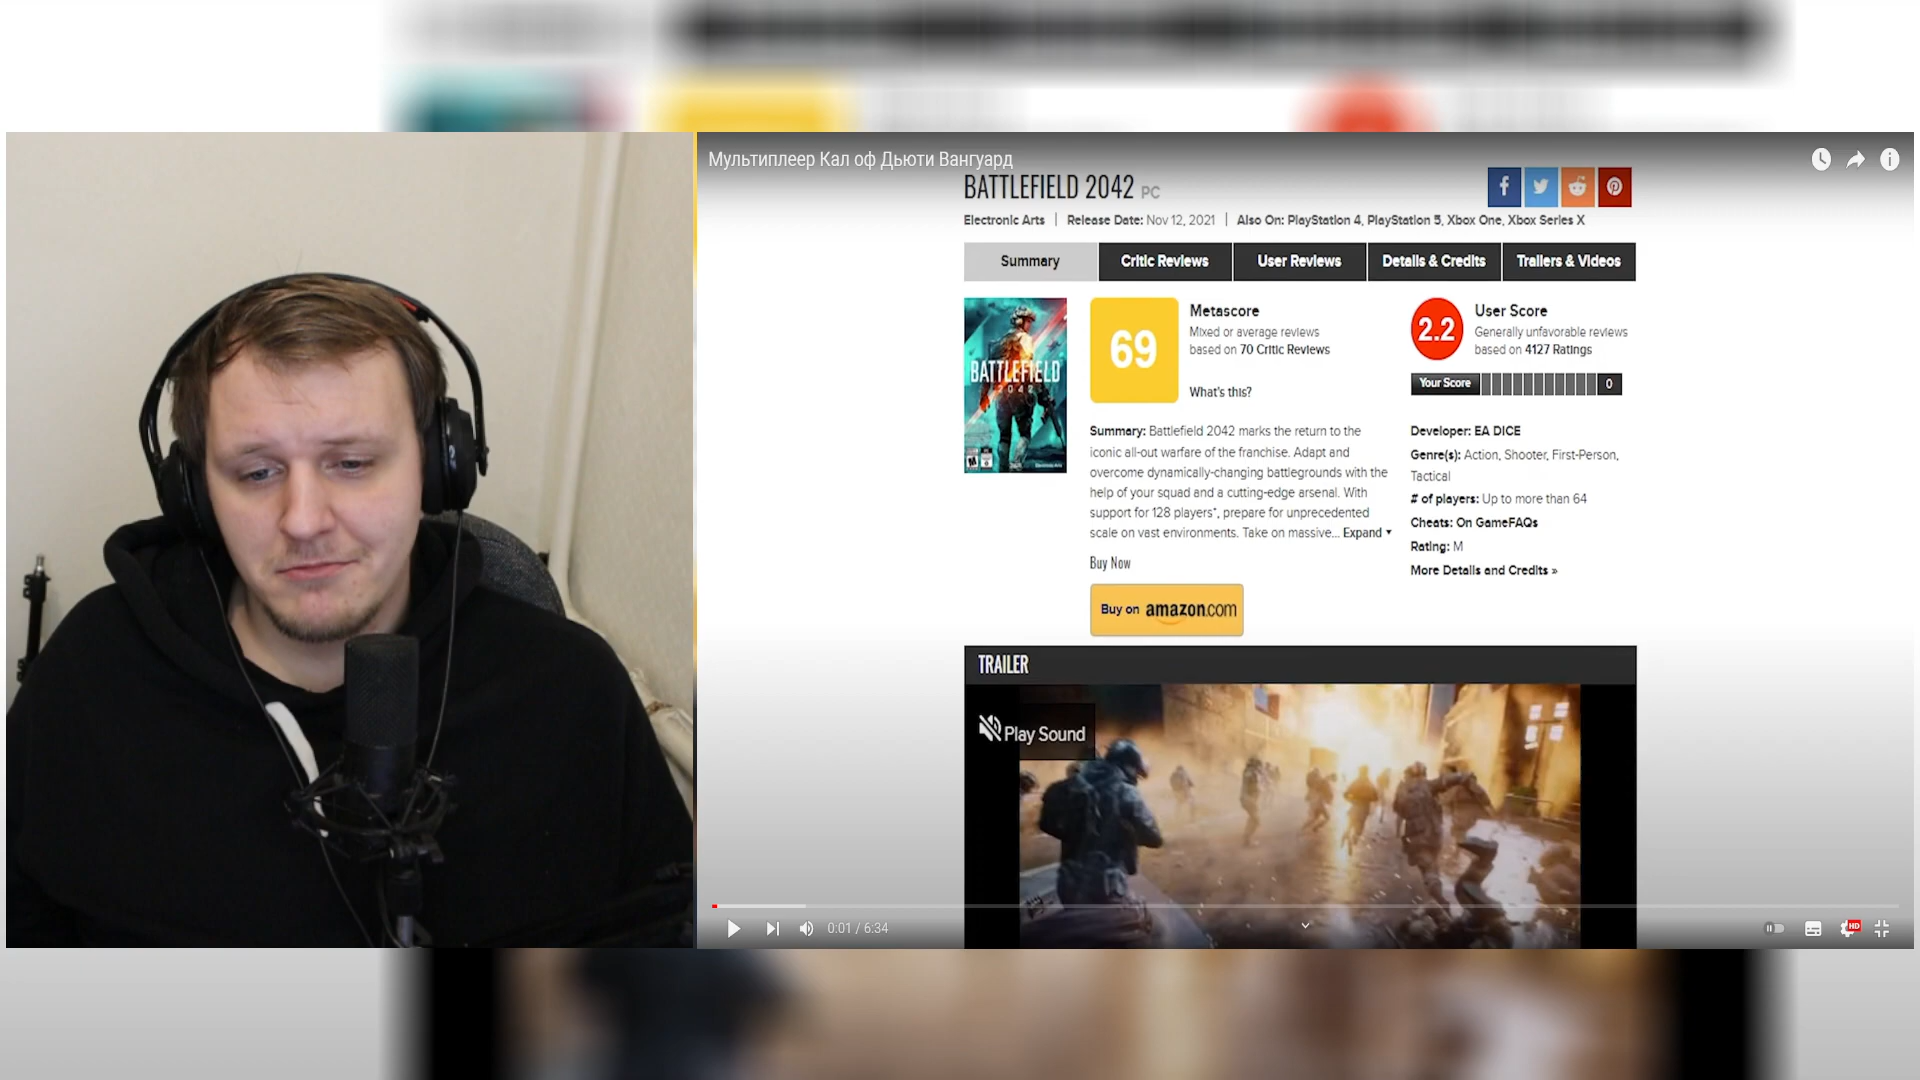 Мультиплеер Кал оф Дьюти Вангуард
BATTLEFIELD 2042 PC
Electronic Arts | Release Date: Nov 12, 2021 | Also On: PlayStation 4, PlayStation 5, Xbox One, Xbox Series X
Summary Critic Reviews User Reviews Details & Credits Trailers & Videos
BATTLEFIELD
2042
69
Metascore
Mixed or average reviews
based on 70 Critic Reviews
What's this?
2.2
User Score
Generally unfavorable reviews
based on 4127 Ratings
Your Score 0
Summary: Battlefield 2042 marks the return to the
iconic all-out warfare of the franchise. Adapt and
overcome dynamically-changing battlegrounds with the
help of your squad and a cutting-edge arsenal. With
support for 128 players*, prepare for unprecedented
scale on vast environments. Take on massive... Expand
Developer: EA DICE
Genre(s): Action, Shooter, First-Person,
Tactical
# of players: Up to more than 64
Cheats: On GameFAQs
Rating: M
More Details and Credits »
Buy Now
Buy on amazon.com
TRAILER
Play Sound
0:01 / 6:34
HD